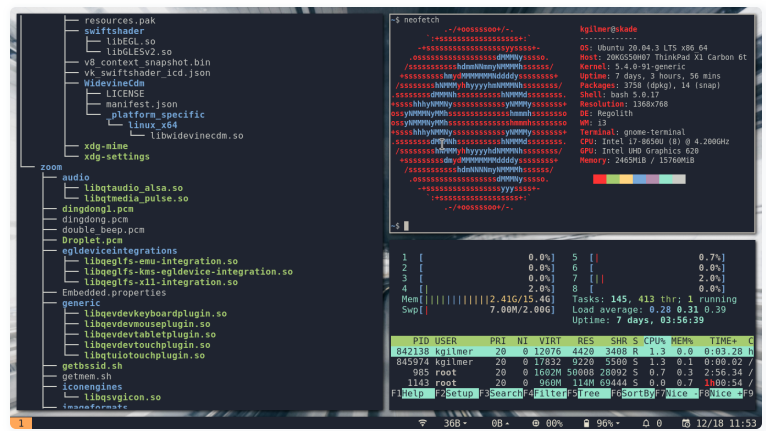 resources.pak
swiftshader
libEGL.so
libGLESv2.so
v8_context_snapshot.bin
vk_swiftshader_icd.json
WidevineCdm
LICENSE
manifest.json
_platform_specific
linux_x64
libwidevinecdm.so
xdg-mime
xdg-settings
zoom
audio
libqtaudio_alsa.so
libqtmedia_pulse.so
dingdong1.pcm
dingdong.pcm
double_beep.pcm
Droplet.pcm
egldeviceintegrations
libqeglfs-emu-integration.so
libqeglfs-kms-egldevice-integration.so
libqeglfs-x11-integration.so
Embedded.properties
generic
libqevdevkeyboardplugin.so
libqevdevmouseplugin.so
libqevdevtabletplugin.so
libqevdevtouchplugin.so
libqtuiotouchplugin.so
getbssid.sh
getmem.sh
iconengines
libqsvgicon.so
imageformats
~$ neofetch
kgilmer@skade
-------------
OS: Ubuntu 20.04.3 LTS x86_64
Host: 20KGS50H07 ThinkPad X1 Carbon 6t
Kernel: 5.4.0-91-generic
Uptime: 7 days, 3 hours, 56 mins
Packages: 3758 (dpkg), 14 (snap)
Shell: bash 5.0.17
Resolution: 1368x768
DE: Regolith
WM: i3
Terminal: gnome-terminal
CPU: Intel i7-8650U (8) @ 4.200GHz
GPU: Intel UHD Graphics 620
Memory: 2465MiB / 15760MiB
~$
1 [ 0.0%] 5 [| 0.7%]
2 [ 0.0%] 6 [ 0.0%]
3 [ 0.0%] 7 [|| 2.0%]
4 [| 2.0%] 8 [ 0.0%]
Mem[|||||||||||||2.41G/15.4G] Tasks: 145, 413 thr; 1 running
Swp[| 7.00M/2.00G] Load average: 0.28 0.31 0.39
Uptime: 7 days, 03:56:39
PID USER PRI NI VIRT RES SHR S CPU% MEM% TIME+ C
842138 kgilmer 20 0 12076 4420 3408 R 1.3 0.0 0:03.28 h
845974 kgilmer 20 0 17832 9220 5500 S 1.3 0.1 0:00.02 /
985 root 20 0 1602M 50008 28092 S 0.7 0.3 2:56.34 /
1143 root 20 0 960M 114M 69444 S 0.0 0.7 1h00:54 /
F1Help F2Setup F3SearchF4FilterF5Tree F6SortByF7Nice -F8Nice +F9
1 36B 0B 00% 96% 0 12/18 11:53